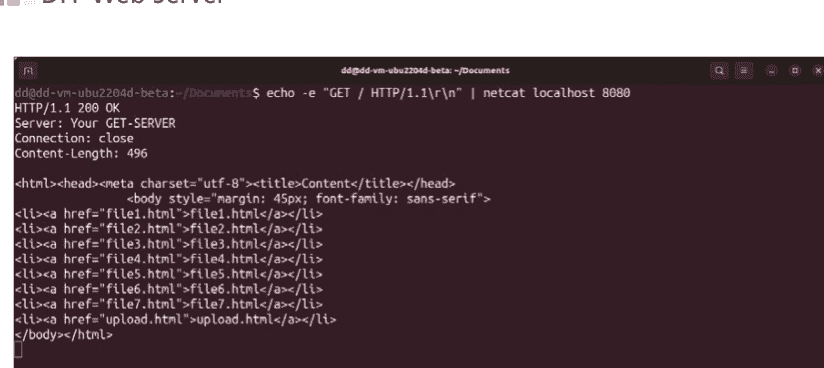 DIY Web Server
dd@dd-vm-ubu2204d-beta: ~/Documents
dd@dd-vm-ubu2204d-beta:~/Documents$ echo -e "GET / HTTP/1.1\r\n" | netcat localhost 8080
HTTP/1.1 200 OK
Server: Your GET-SERVER
Connection: close
Content-Length: 496
<html><head><meta charset="utf-8"><title>Content</title></head>
<body style="margin: 45px; font-family: sans-serif">
<li><a href="file1.html">file1.html</a></li>
<li><a href="file2.html">file2.html</a></li>
<li><a href="file3.html">file3.html</a></li>
<li><a href="file4.html">file4.html</a></li>
<li><a href="file5.html">file5.html</a></li>
<li><a href="file6.html">file6.html</a></li>
<li><a href="file7.html">file7.html</a></li>
<li><a href="upload.html">upload.html</a></li>
</body></html>